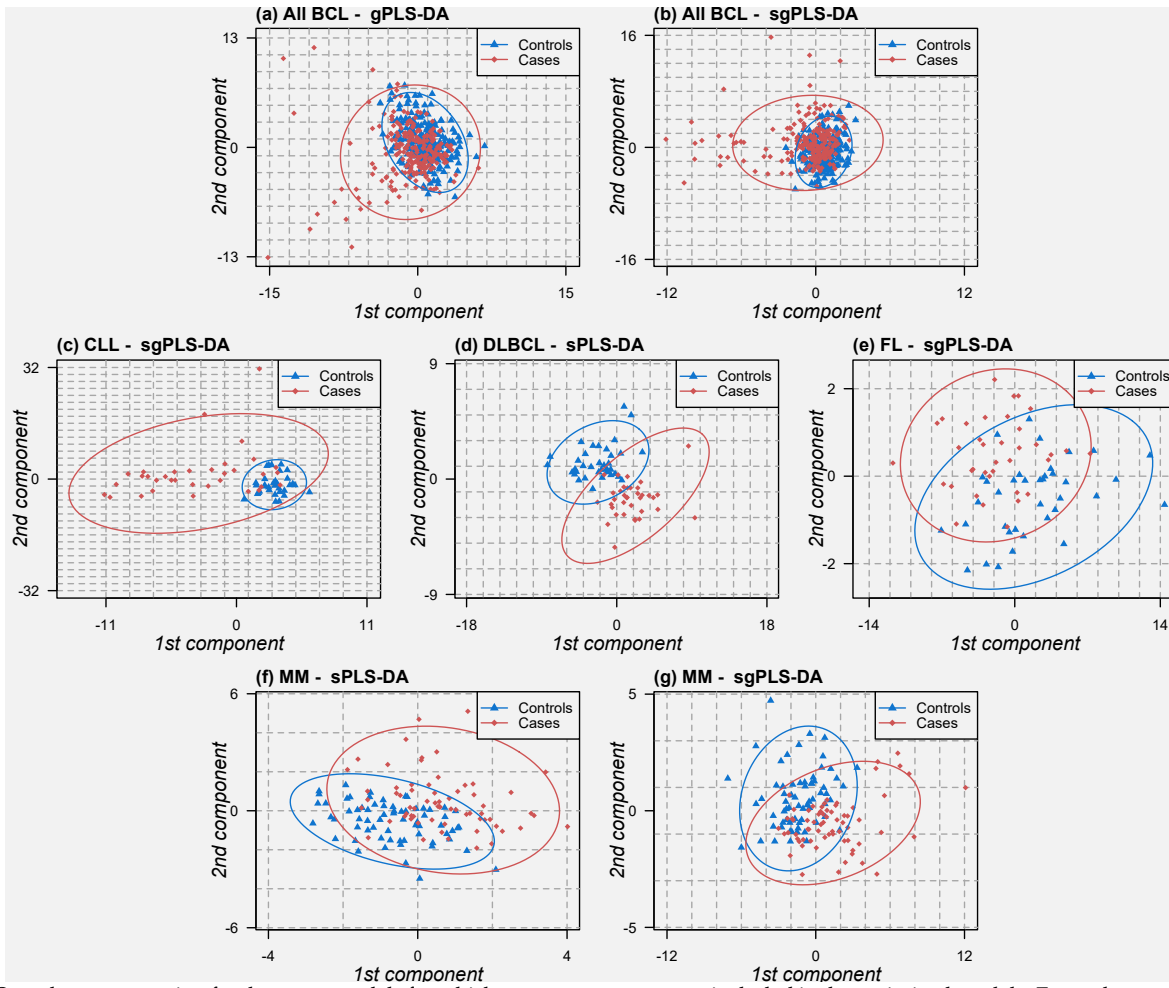 (a) All BCL - gPLS-DA
13
0
-13
-15
0
15
2nd component
1st component
Controls
Cases
(b) All BCL - sgPLS-DA
16
0
-16
-12
0
12
2nd component
1st component
Controls
Cases
(c) CLL - sgPLS-DA
32
0
-32
-11
0
11
2nd component
1st component
Controls
Cases
(d) DLBCL - sPLS-DA
9
0
-9
-18
0
18
2nd component
1st component
Controls
Cases
(e) FL - sgPLS-DA
2
0
-2
-14
0
14
2nd component
1st component
Controls
Cases
(f) MM - sPLS-DA
6
0
-6
-4
0
4
2nd component
1st component
Controls
Cases
(g) MM - sgPLS-DA
5
0
-5
-12
0
12
2nd component
1st component
Controls
Cases